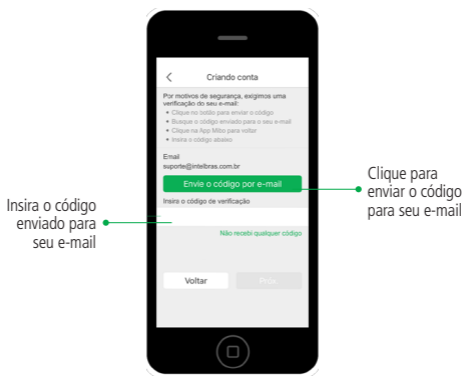 Criando conta
Por motivos de segurança, exigimos uma
verificação do seu e-mail:
• Clique no botão para enviar o código
• Busque o código enviado para o seu e-mail
• Clique na App Mibo para voltar
• Insira o código abaixo
Email
suporte@intelbras.com.br
Envie o código por e-mail
Insira o código de verificação
Não recebi qualquer código
Voltar
Próx.
Clique para
enviar o código
para seu e-mail
Insira o código
enviado para
seu e-mail